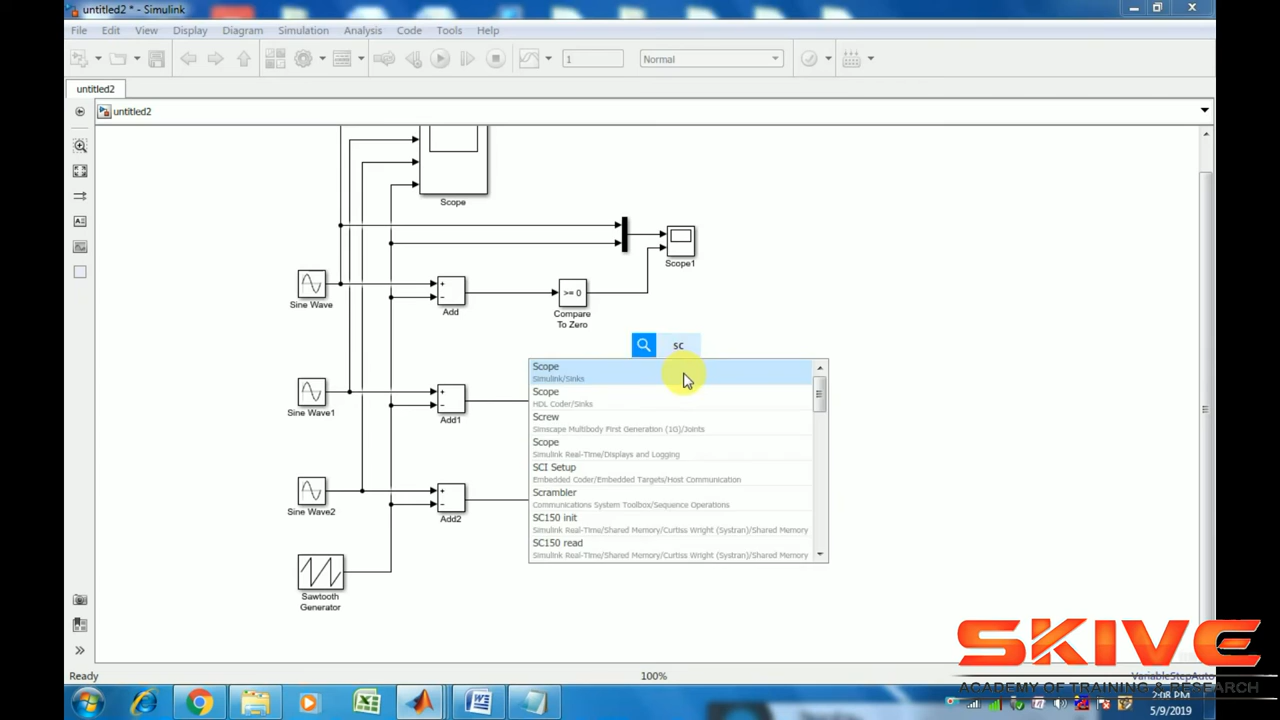 untitled2 * - Simulink
File Edit View Display Diagram Simulation Analysis Code Tools Help
1
Normal
untitled2
untitled2
Scope
Scope1
Sine Wave
+
−
Add
>= 0
Compare
To Zero
sc
Scope
Simulink/Sinks
Scope
HDL Coder/Sinks
Screw
Simscape Multibody First Generation (1G)/Joints
Scope
Simulink Real-Time/Displays and Logging
SCI Setup
Embedded Coder/Embedded Targets/Host Communication
Scrambler
Communications System Toolbox/Sequence Operations
SC150 init
Simulink Real-Time/Shared Memory/Curtiss Wright (Systran)/Shared Memory
SC150 read
Simulink Real-Time/Shared Memory/Curtiss Wright (Systran)/Shared Memory
Sine Wave1
+
−
Add1
Sine Wave2
+
−
Add2
Sawtooth
Generator
SKIVE
ACADEMY OF TRAINING & RESEARCH
Ready
100%
VariableStepAuto
2:08 PM
5/9/2019